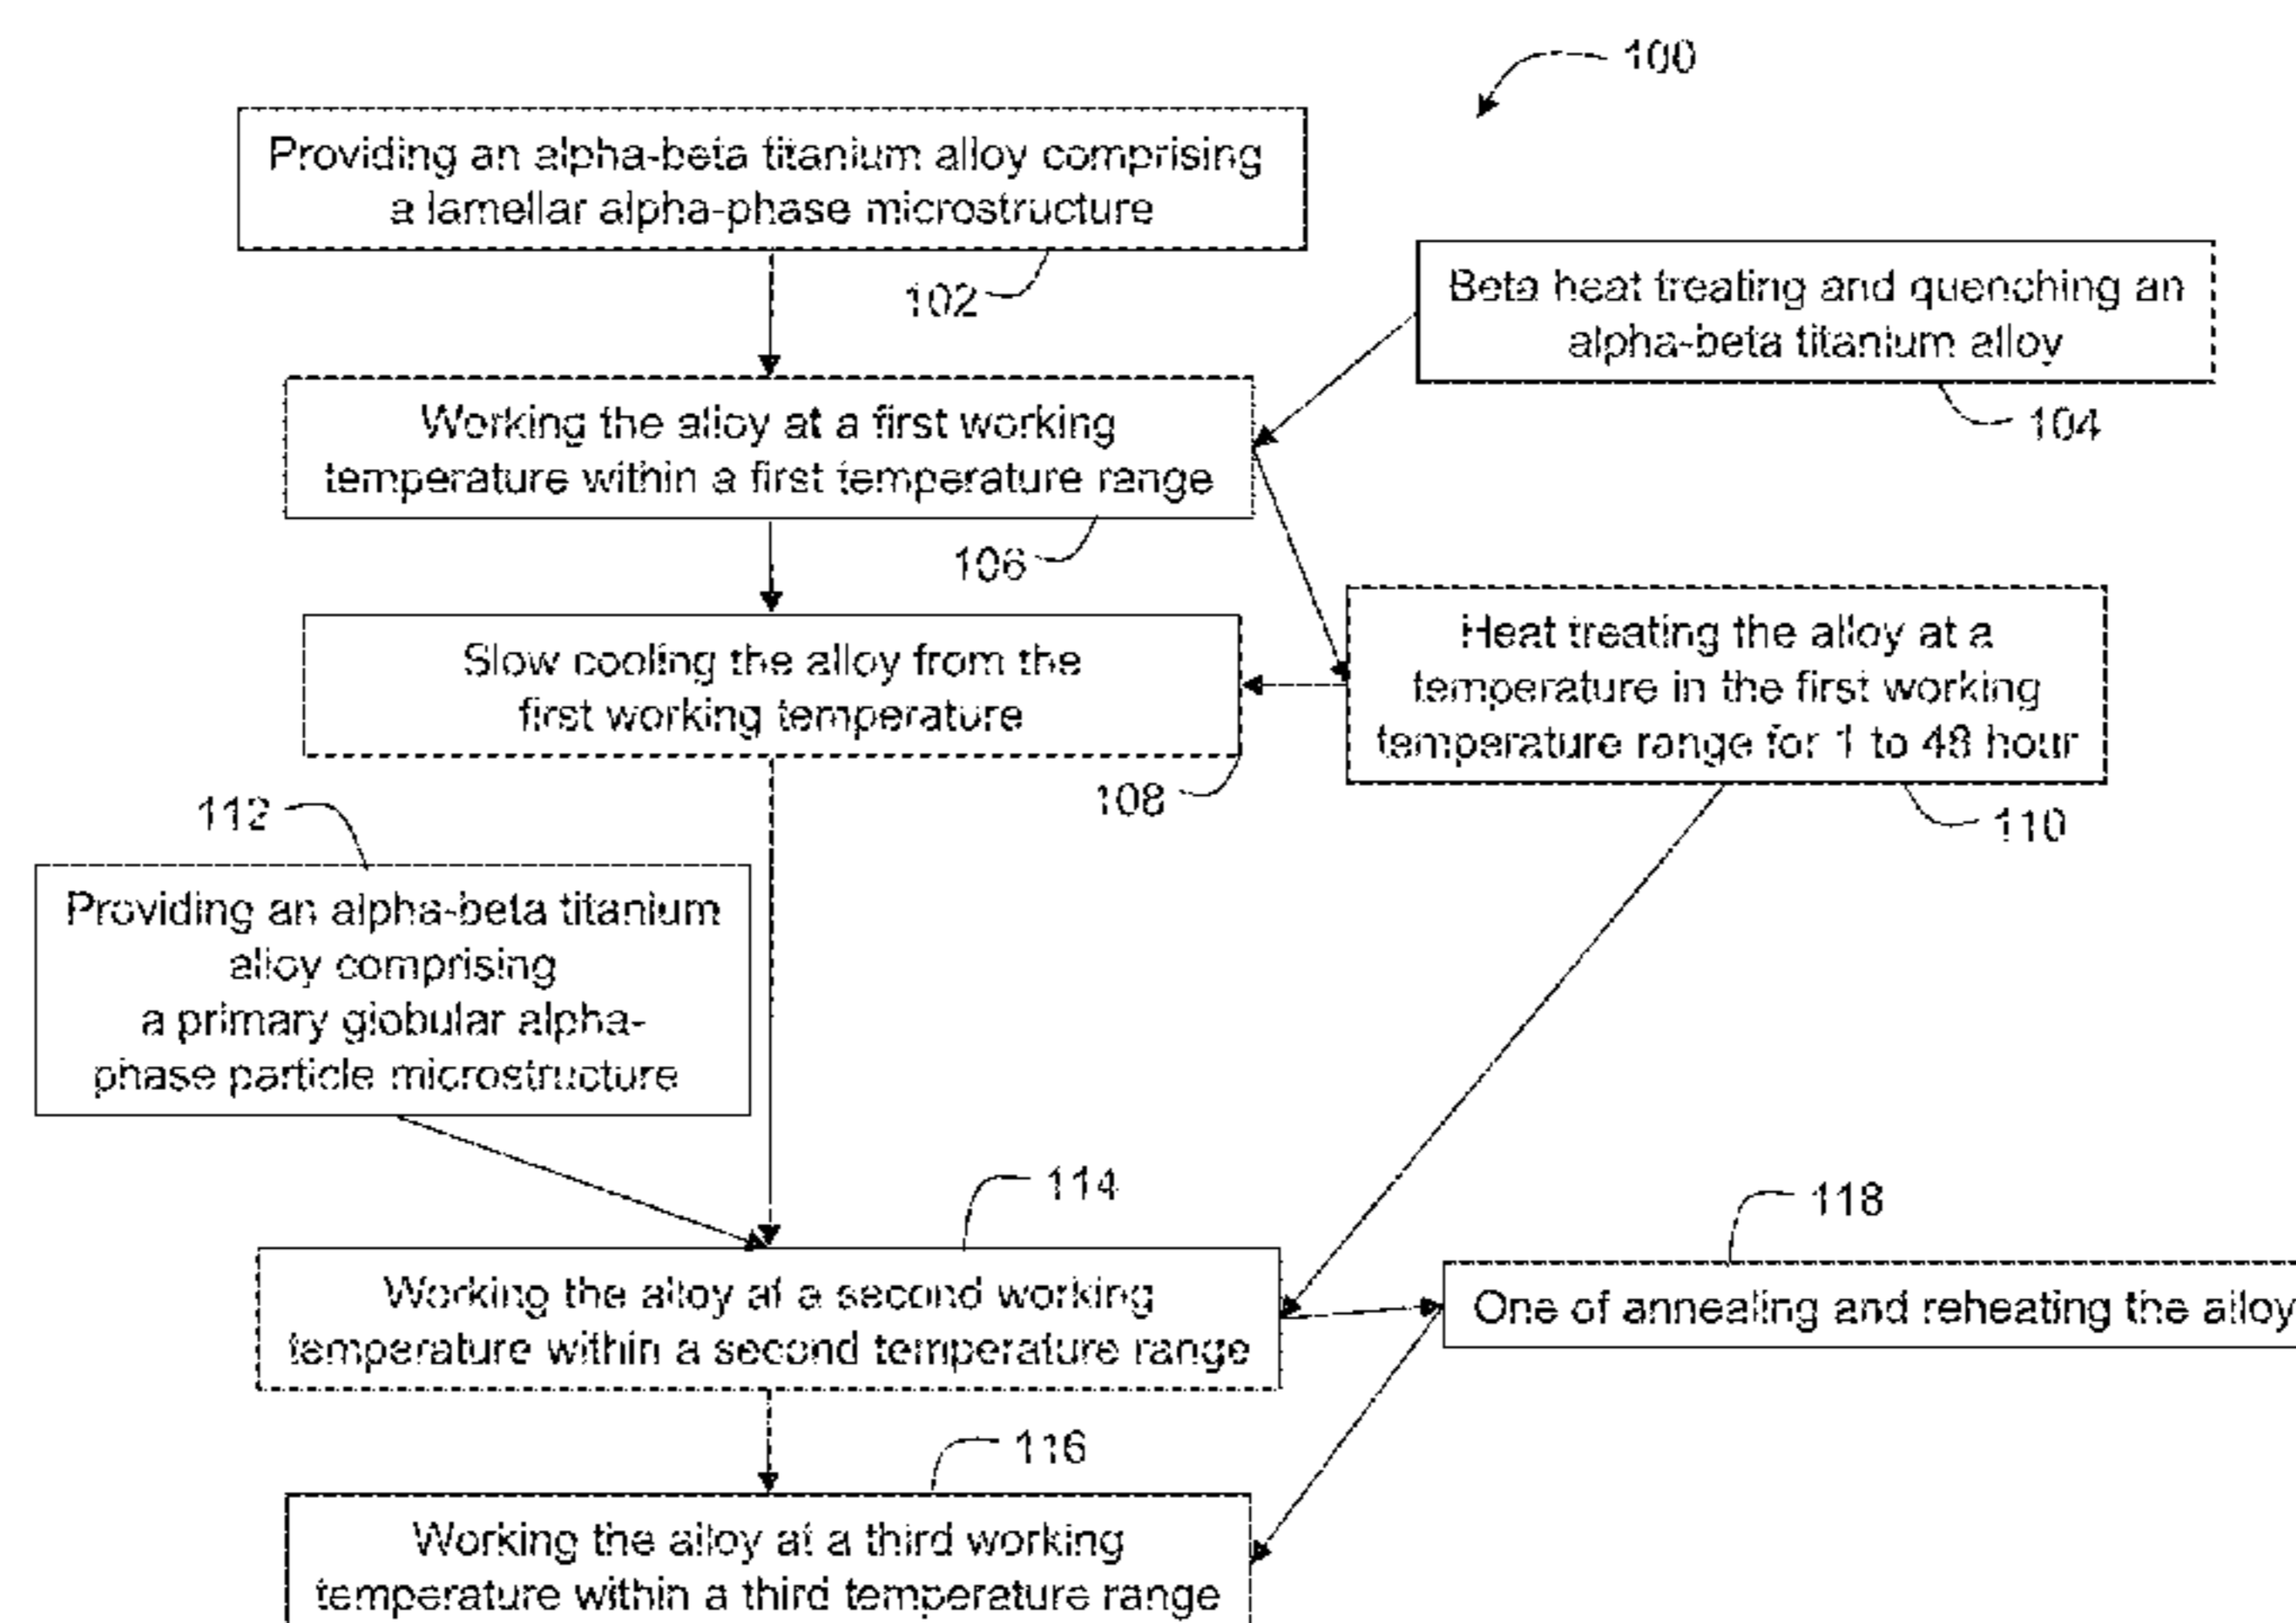 100
Providing an alpha-beta titanium alloy comprising
a lamellar alpha-phase microstructure
102
Beta heat treating and quenching an
alpha-beta titanium alloy
104
Working the alloy at a first working
temperature within a first temperature range
106
Slow cooling the alloy from the
first working temperature
108
Heat treating the alloy at a
temperature in the first working
temperature range for 1 to 48 hour
110
112
Providing an alpha-beta titanium
alloy comprising
a primary globular alpha-
phase particle microstructure
114
Working the alloy at a second working
temperature within a second temperature range
118
One of annealing and reheating the alloy
116
Working the alloy at a third working
temperature within a third temperature range